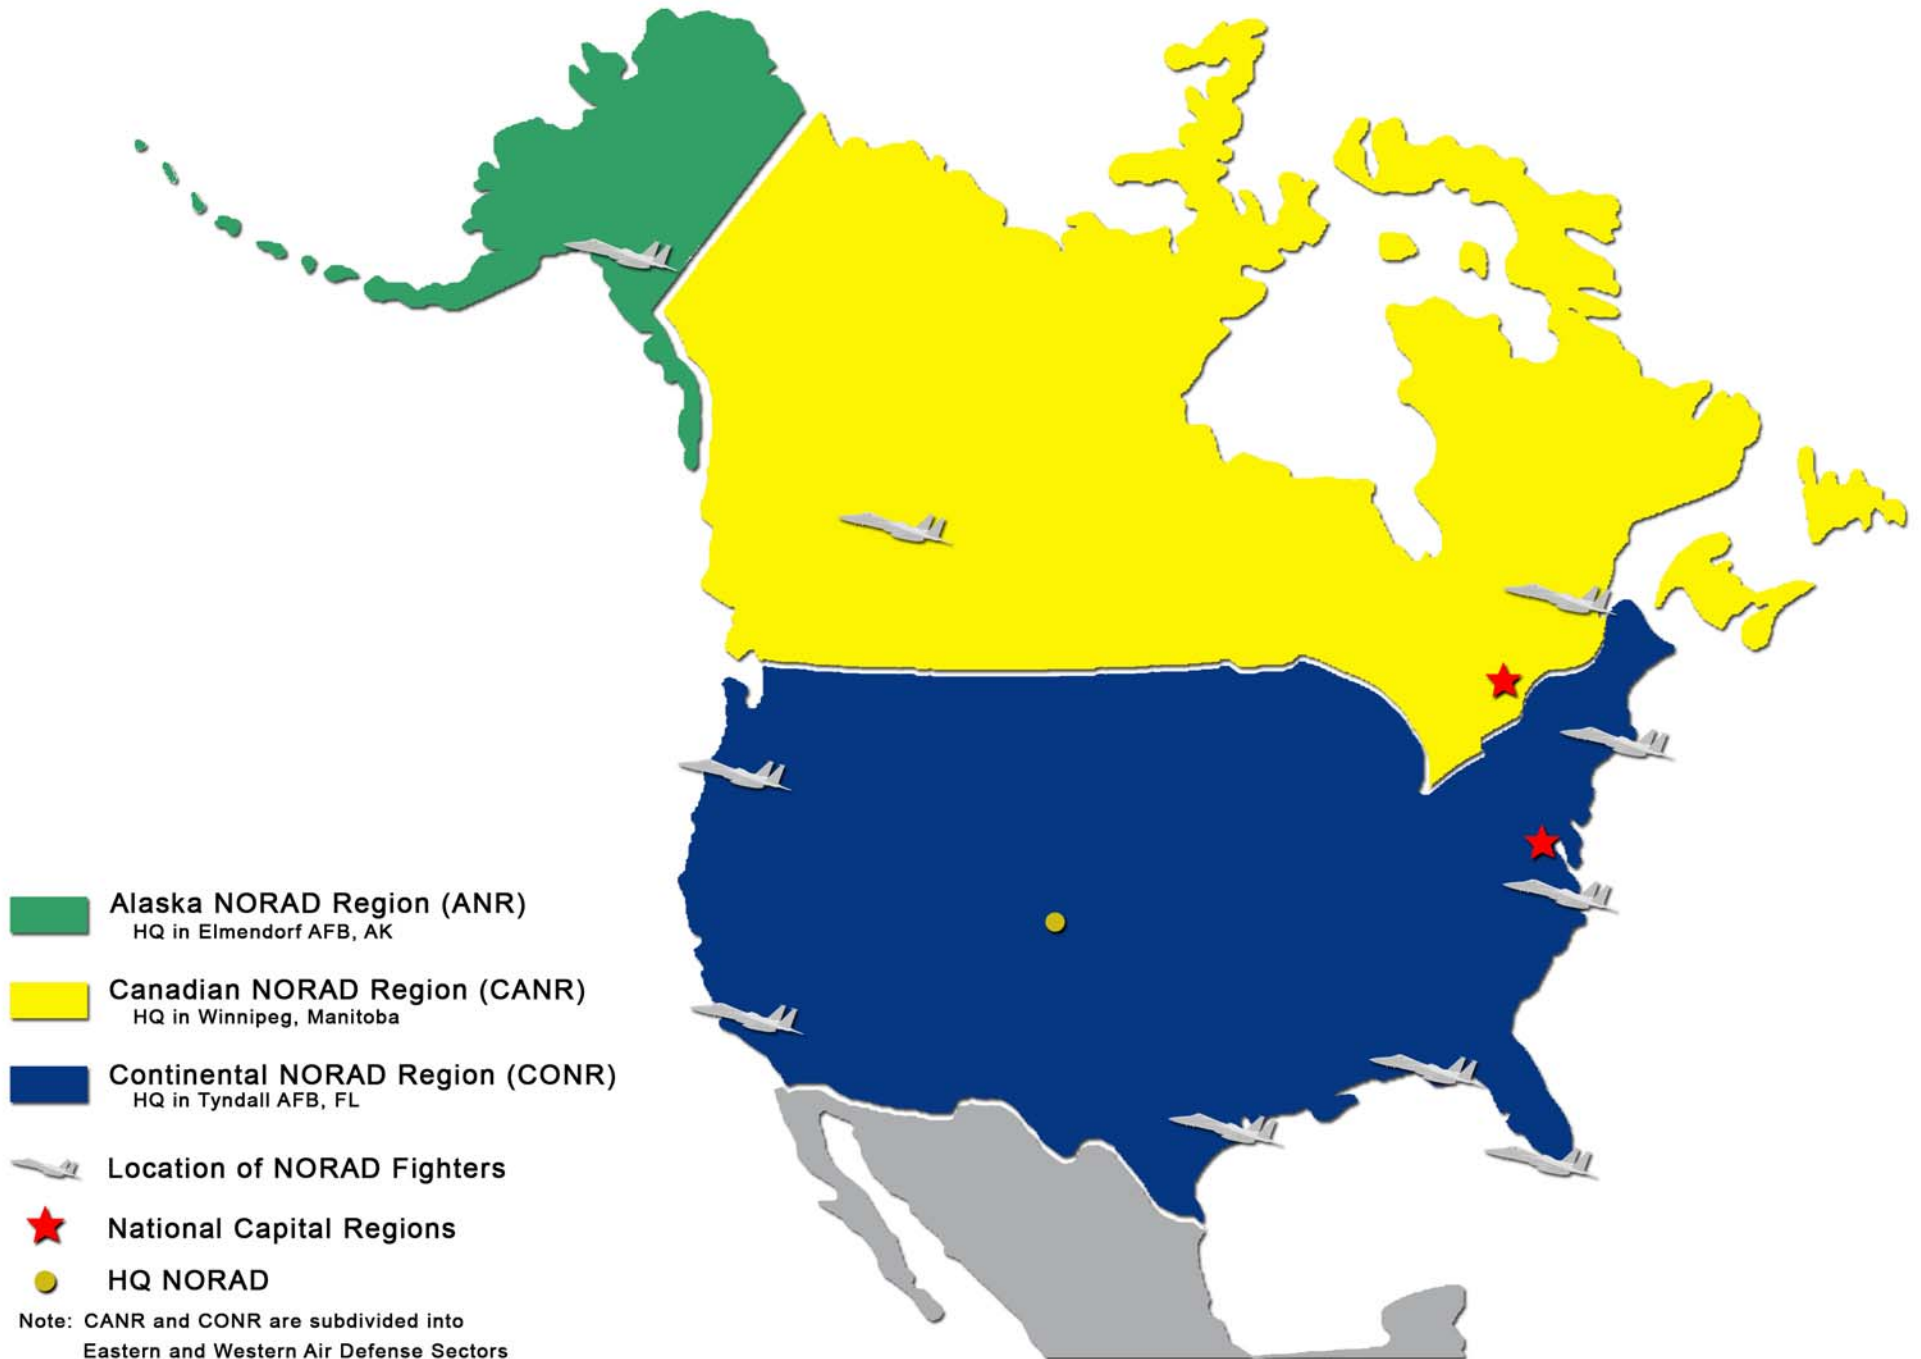 Alaska NORAD Region (ANR)
HQ in Elmendorf AFB, AK
Canadian NORAD Region (CANR)
HQ in Winnipeg, Manitoba
Continental NORAD Region (CONR)
HQ in Tyndall AFB, FL
Location of NORAD Fighters
National Capital Regions
HQ NORAD
Note: CANR and CONR are subdivided into
Eastern and Western Air Defense Sectors